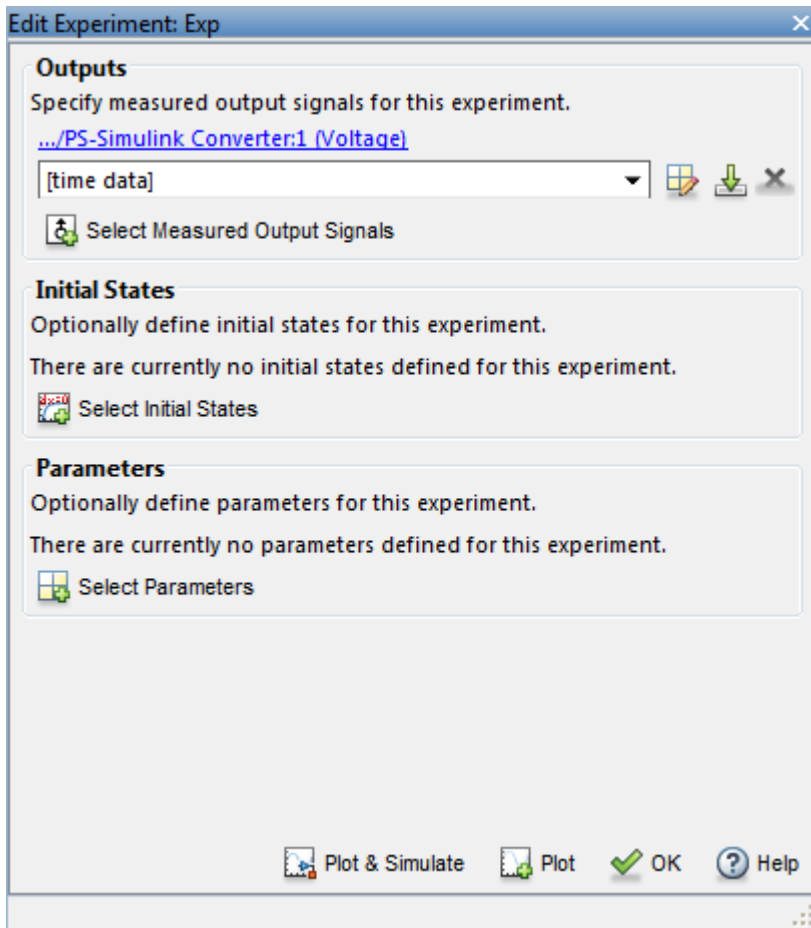 Edit Experiment: Exp
Outputs
Specify measured output signals for this experiment.
.../PS-Simulink Converter:1 (Voltage)
[time data]
Select Measured Output Signals
Initial States
Optionally define initial states for this experiment.
There are currently no initial states defined for this experiment.
Select Initial States
Parameters
Optionally define parameters for this experiment.
There are currently no parameters defined for this experiment.
Select Parameters
Plot & Simulate Plot OK Help